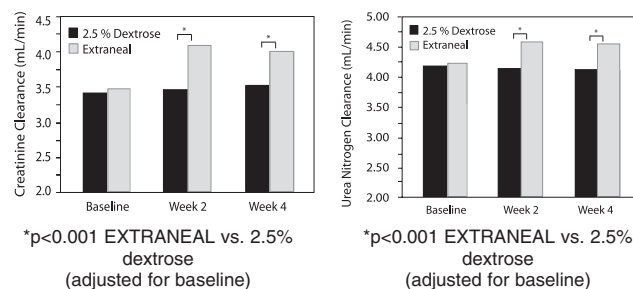 Creatinine Clearance (mL/min)
4.5
4.0
3.5
3.0
2.5
2.0
2.5 % Dextrose
Extraneal
*
*
Baseline
Week 2
Week 4
*p<0.001 EXTRANEAL vs. 2.5%
dextrose
(adjusted for baseline)
Urea Nitrogen Clearance (mL/min)
5.00
4.50
4.00
3.50
3.00
2.50
2.00
2.5 % Dextrose
Extraneal
*
*
Baseline
Week 2
Week 4
*p<0.001 EXTRANEAL vs. 2.5%
dextrose
(adjusted for baseline)